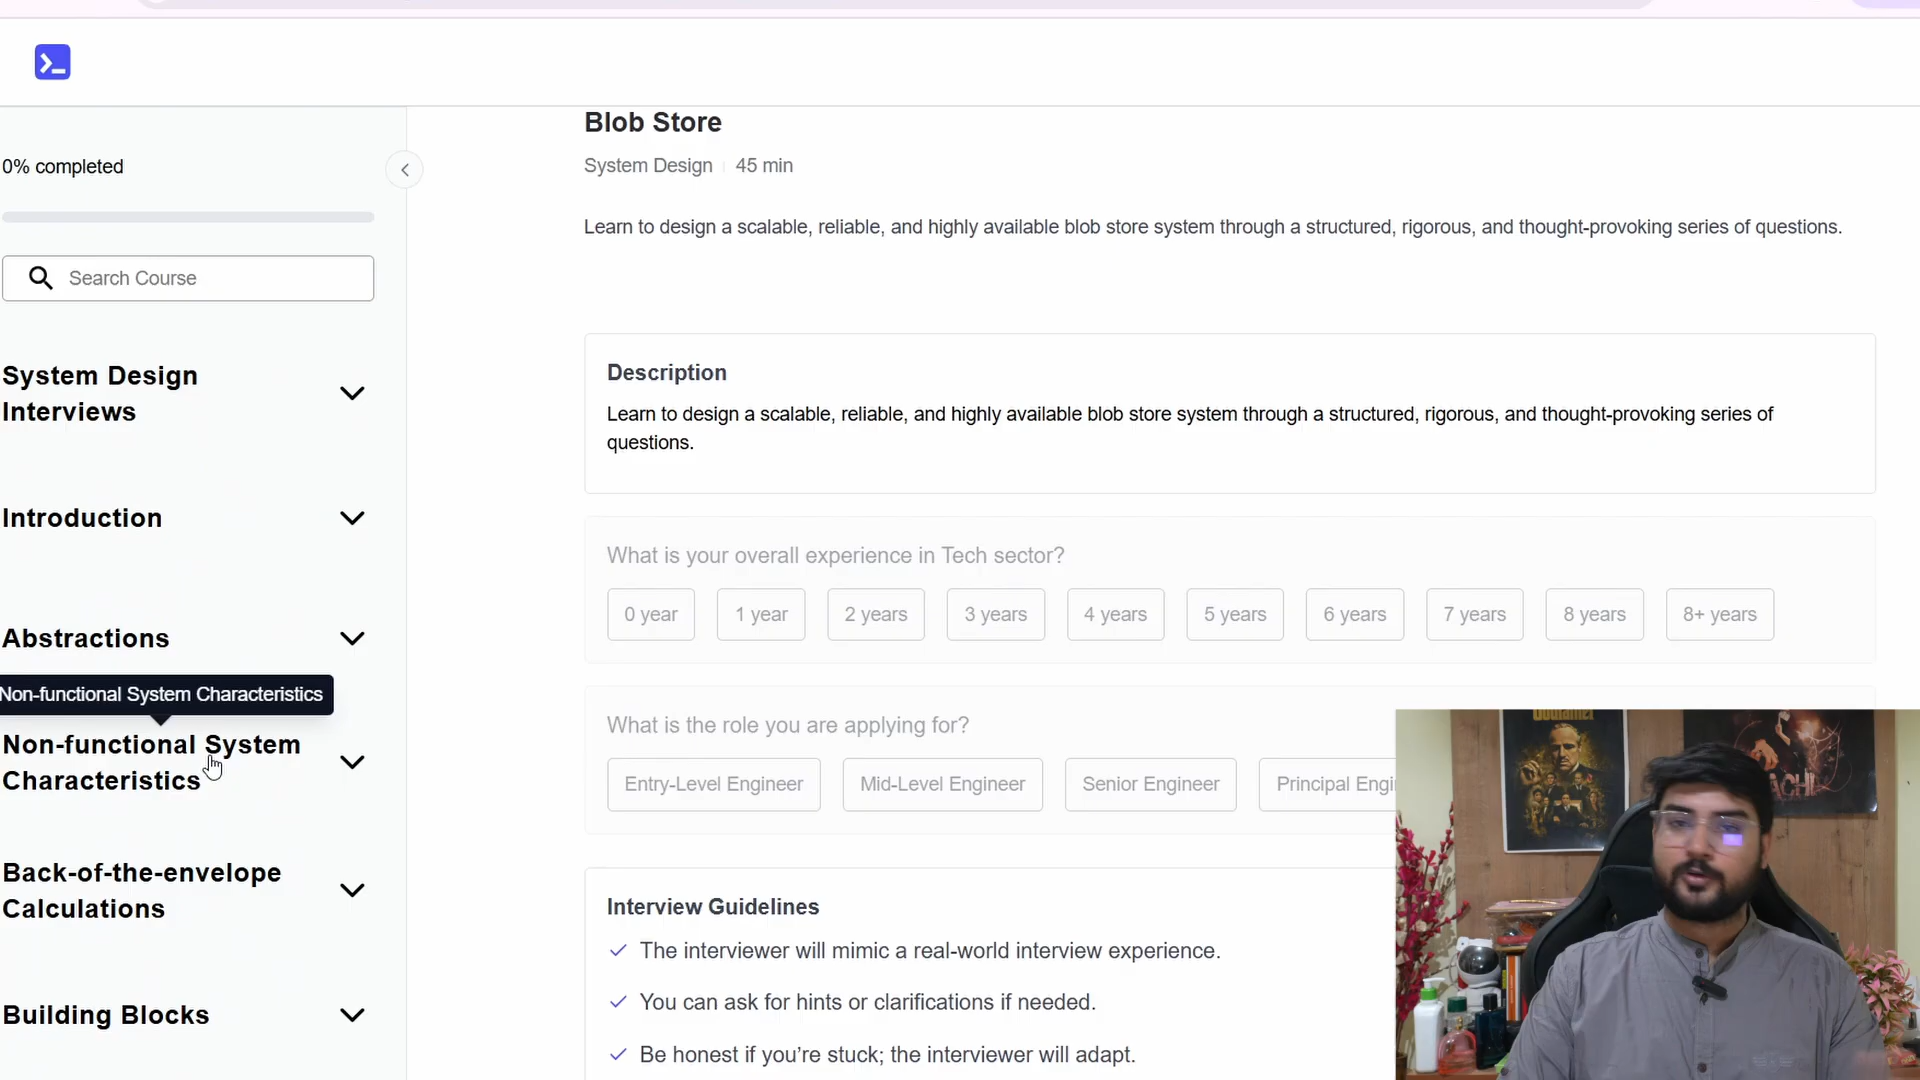 Blob Store
System Design
45 min
Learn to design a scalable, reliable, and highly available blob store system through a structured, rigorous, and thought-provoking series of questions.
0% completed
Search Course
System Design
Interviews
Introduction
Abstractions
Non-functional System Characteristics
Non-functional System
Characteristics
Back-of-the-envelope
Calculations
Building Blocks
Description
Learn to design a scalable, reliable, and highly available blob store system through a structured, rigorous, and thought-provoking series of
questions.
What is your overall experience in Tech sector?
0 year
1 year
2 years
3 years
4 years
5 years
6 years
7 years
8 years
8+ years
What is the role you are applying for?
Entry-Level Engineer
Mid-Level Engineer
Senior Engineer
Principal Engi
Interview Guidelines
The interviewer will mimic a real-world interview experience.
You can ask for hints or clarifications if needed.
Be honest if you're stuck; the interviewer will adapt.